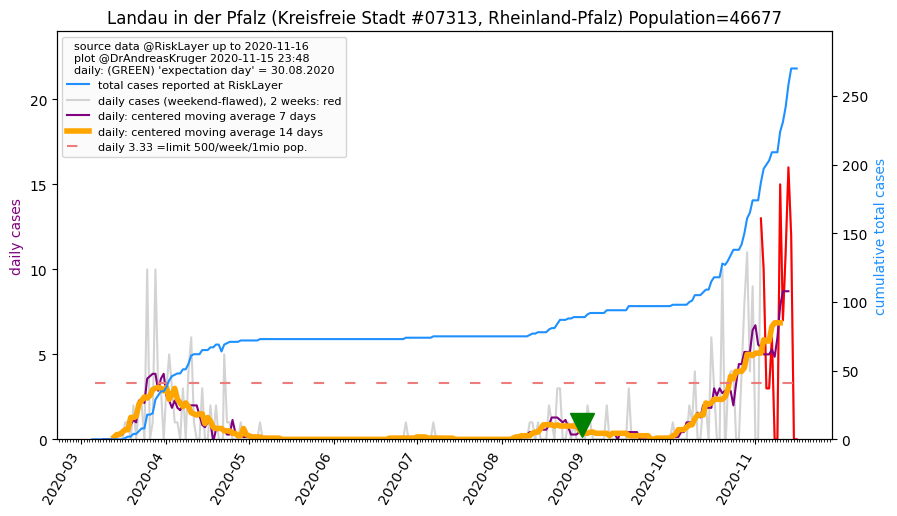 Landau in der Pfalz (Kreisfreie Stadt #07313, Rheinland-Pfalz) Population=46677
source data @RiskLayer up to 2020-11-16
plot @DrAndreasKruger 2020-11-15 23:48
daily: (GREEN) 'expectation day' = 30.08.2020
total cases reported at RiskLayer
daily cases (weekend-flawed), 2 weeks: red
daily: centered moving average 7 days
daily: centered moving average 14 days
daily 3.33 =limit 500/week/1mio pop.
daily cases
20
15
10
5
0
cumulative total cases
250
200
150
100
50
0
2020-03
2020-04
2020-05
2020-06
2020-07
2020-08
2020-09
2020-10
2020-11